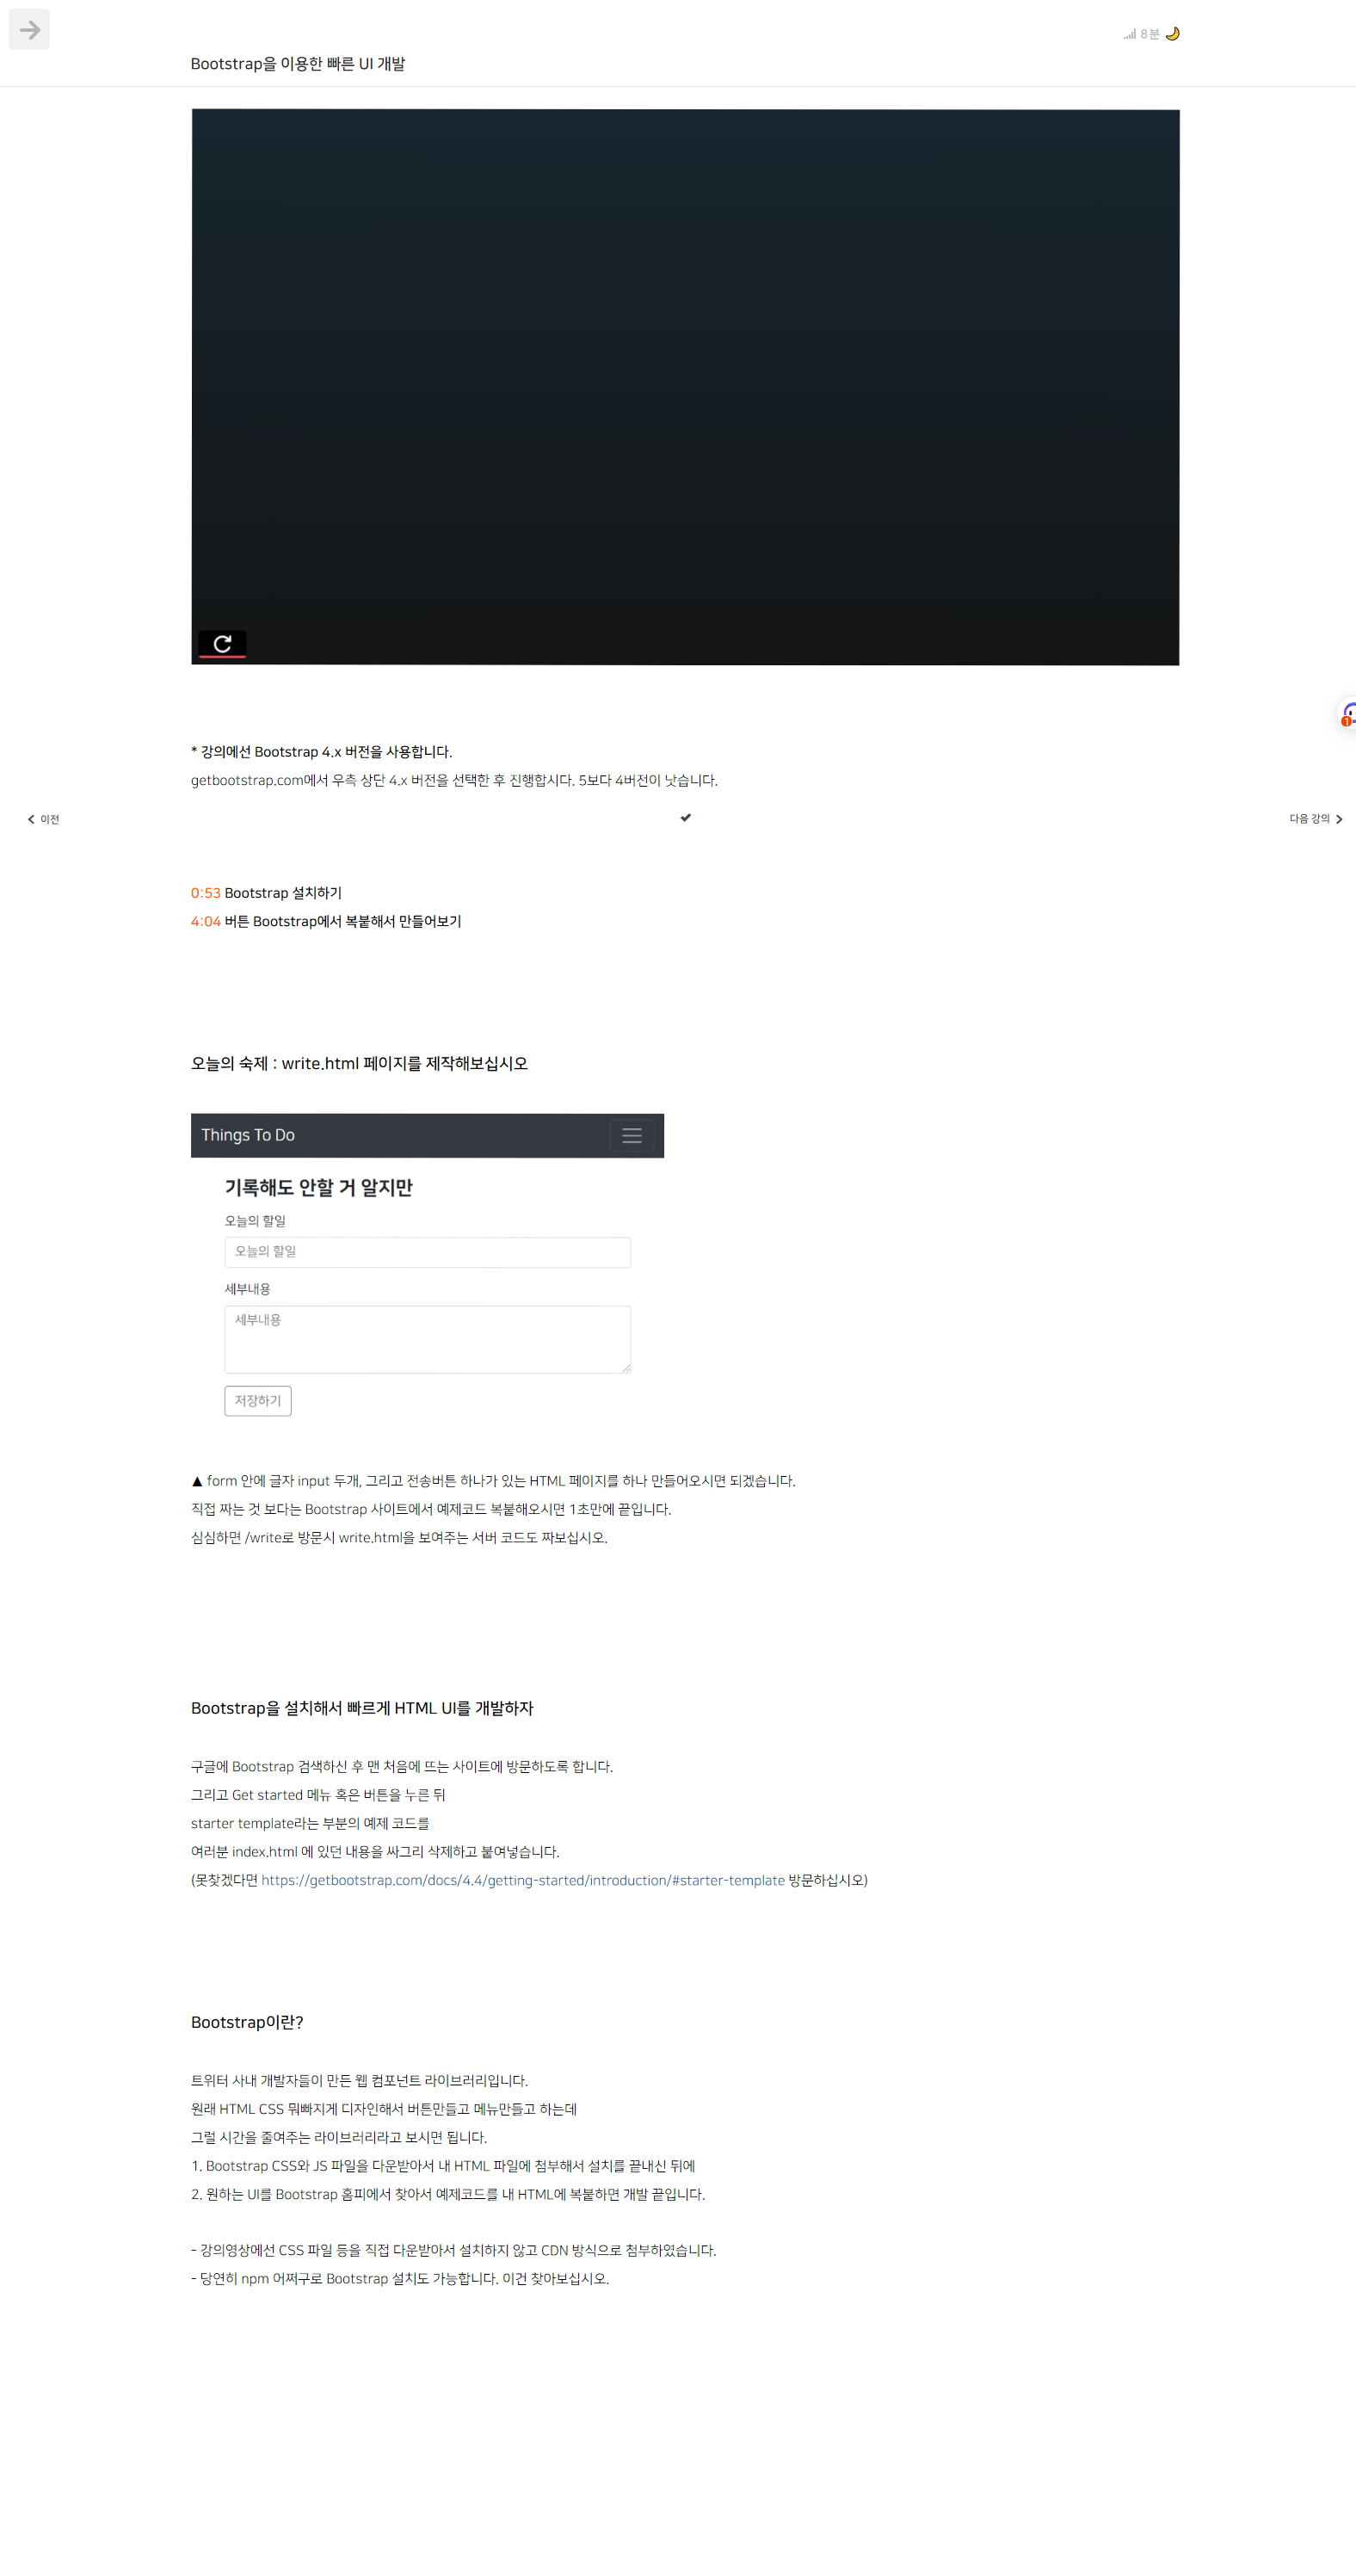 8분
Bootstrap을 이용한 빠른 UI 개발
* 강의에선 Bootstrap 4.x 버전을 사용합니다.
getbootstrap.com에서 우측 상단 4.x 버전을 선택한 후 진행합시다. 5보다 4버전이 낫습니다.
1
이전
다음 강의
0:53 Bootstrap 설치하기
4:04 버튼 Bootstrap에서 복붙해서 만들어보기
오늘의 숙제 : write.html 페이지를 제작해보십시오
Things To Do
기록해도 안할 거 알지만
오늘의 할일
오늘의 할일
세부내용
세부내용
저장하기
▲ form 안에 글자 input 두개, 그리고 전송버튼 하나가 있는 HTML 페이지를 하나 만들어오시면 되겠습니다.
직접 짜는 것 보다는 Bootstrap 사이트에서 예제코드 복붙해오시면 1초만에 끝입니다.
심심하면 /write로 방문시 write.html을 보여주는 서버 코드도 짜보십시오.
Bootstrap을 설치해서 빠르게 HTML UI를 개발하자
구글에 Bootstrap 검색하신 후 맨 처음에 뜨는 사이트에 방문하도록 합니다.
그리고 Get started 메뉴 혹은 버튼을 누른 뒤
starter template라는 부분의 예제 코드를
여러분 index.html 에 있던 내용을 싸그리 삭제하고 붙여넣습니다.
(못찾겠다면 https://getbootstrap.com/docs/4.4/getting-started/introduction/#starter-template 방문하십시오)
Bootstrap이란?
트위터 사내 개발자들이 만든 웹 컴포넌트 라이브러리입니다.
원래 HTML CSS 뭐빠지게 디자인해서 버튼만들고 메뉴만들고 하는데
그럴 시간을 줄여주는 라이브러리라고 보시면 됩니다.
1. Bootstrap CSS와 JS 파일을 다운받아서 내 HTML 파일에 첨부해서 설치를 끝내신 뒤에
2. 원하는 UI를 Bootstrap 홈피에서 찾아서 예제코드를 내 HTML에 복붙하면 개발 끝입니다.
- 강의영상에선 CSS 파일 등을 직접 다운받아서 설치하지 않고 CDN 방식으로 첨부하였습니다.
- 당연히 npm 어쩌구로 Bootstrap 설치도 가능합니다. 이건 찾아보십시오.